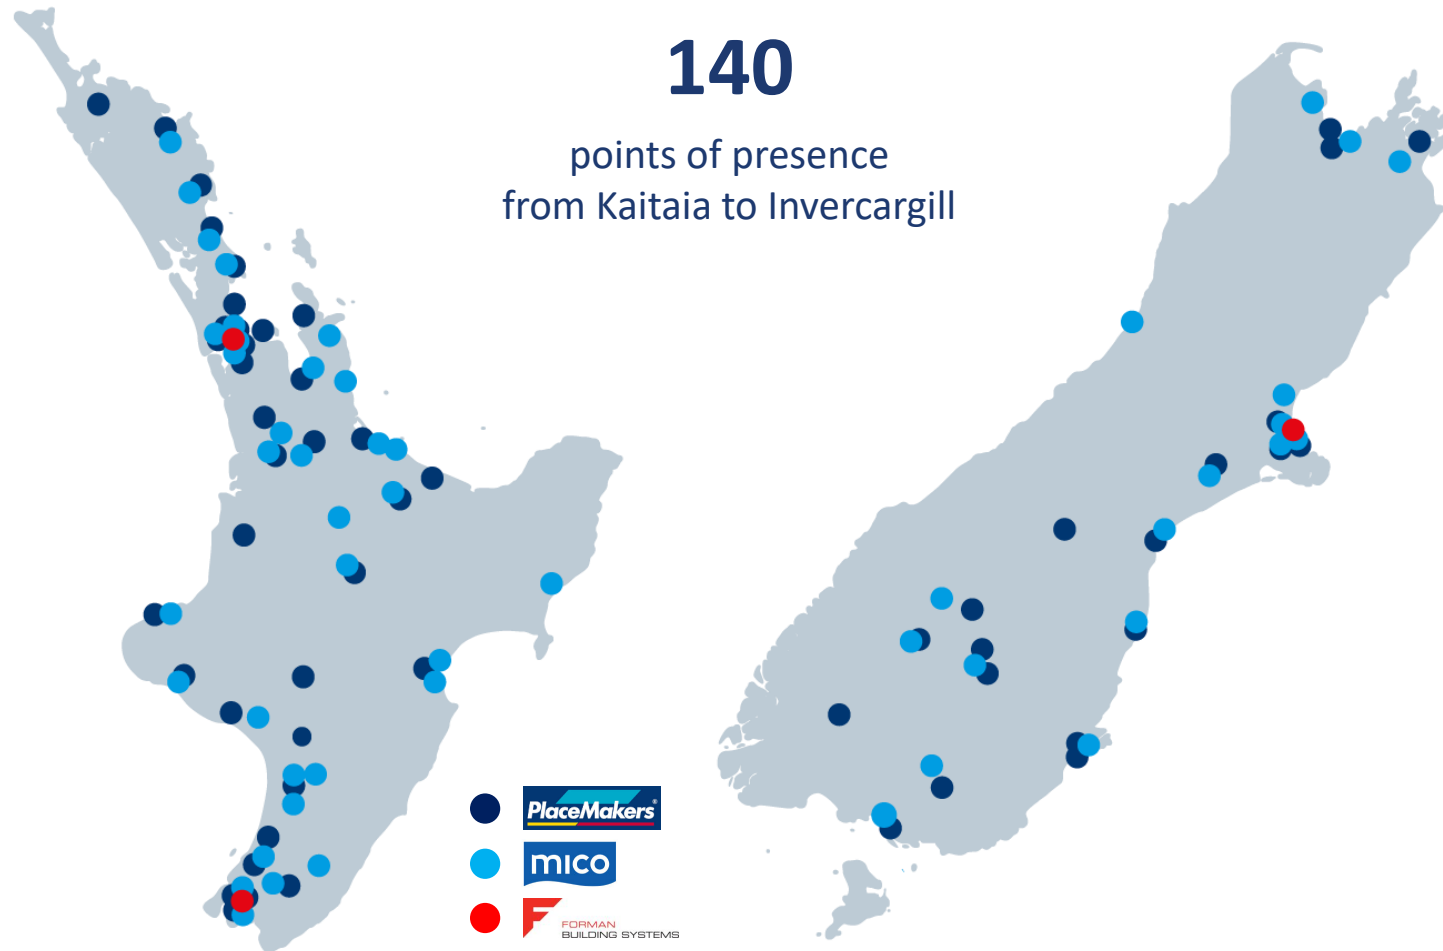 140
points of presence
from Kaitaia to Invercargill
PlaceMakers®
mico
FORMAN
BUILDING SYSTEMS